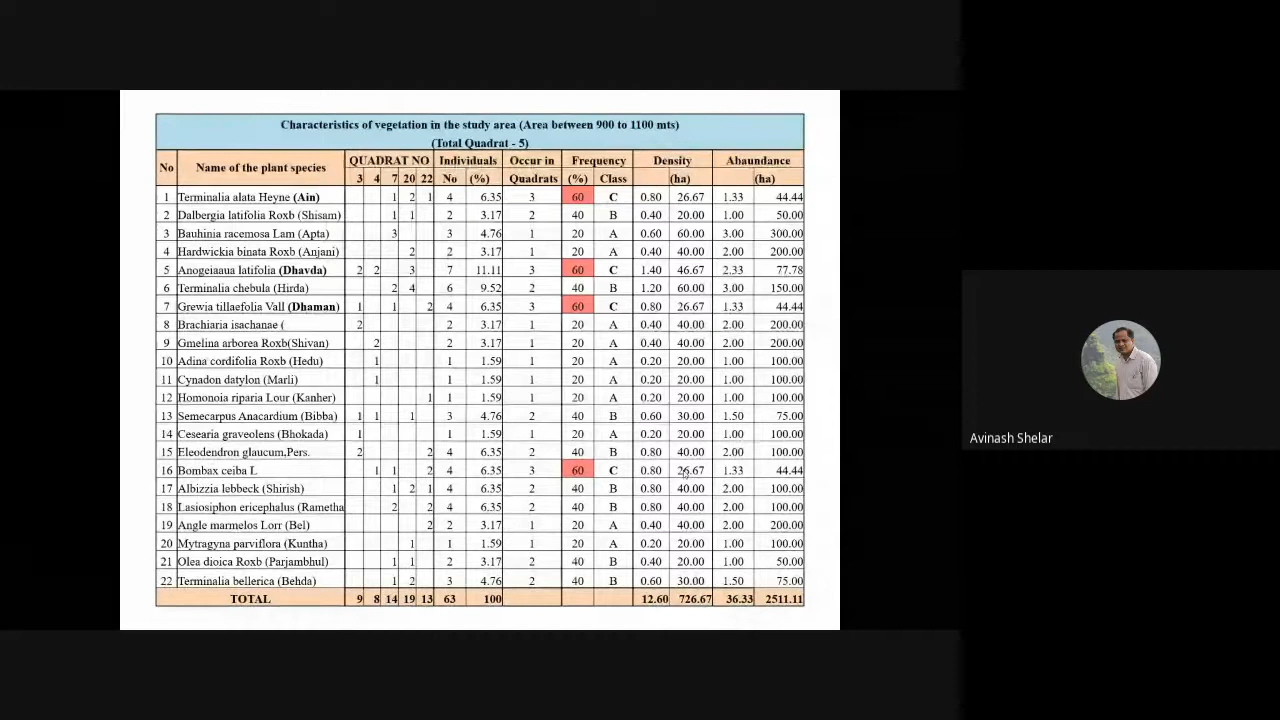 Characteristics of vegetation in the study area (Area between 900 to 1100 mts)
(Total Quadrat - 5)
No Name of the plant species QUADRAT NO Individuals Occur in Frequency Density Abaundance
3 4 7 20 22 No (%) Quadrats (%) Class (ha) (ha)
1 Terminalia alata Heyne (Ain) 1 2 1 4 6.35 3 60 C 0.80 26.67 1.33 44.44
2 Dalbergia latifolia Roxb (Shisam) 1 1 2 3.17 2 40 B 0.40 20.00 1.00 50.00
3 Bauhinia racemosa Lam (Apta) 3 3 4.76 1 20 A 0.60 60.00 3.00 300.00
4 Hardwickia binata Roxb (Anjani) 2 2 3.17 1 20 A 0.40 40.00 2.00 200.00
5 Anogeiaaua latifolia (Dhavda) 2 2 3 7 11.11 3 60 C 1.40 46.67 2.33 77.78
6 Terminalia chebula (Hirda) 2 4 6 9.52 2 40 B 1.20 60.00 3.00 150.00
7 Grewia tillaefolia Vall (Dhaman) 1 1 2 4 6.35 3 60 C 0.80 26.67 1.33 44.44
8 Brachiaria isachanae ( 2 2 3.17 1 20 A 0.40 40.00 2.00 200.00
9 Gmelina arborea Roxb(Shivan) 2 2 3.17 1 20 A 0.40 40.00 2.00 200.00
10 Adina cordifolia Roxb (Hedu) 1 1 1.59 1 20 A 0.20 20.00 1.00 100.00
11 Cynadon datylon (Marli) 1 1 1.59 1 20 A 0.20 20.00 1.00 100.00
12 Homonoia riparia Lour (Kanher) 1 1 1.59 1 20 A 0.20 20.00 1.00 100.00
13 Semecarpus Anacardium (Bibba) 1 1 1 3 4.76 2 40 B 0.60 30.00 1.50 75.00
14 Cesearia graveolens (Bhokada) 1 1 1.59 1 20 A 0.20 20.00 1.00 100.00
15 Eleodendron glaucum,Pers. 2 2 4 6.35 2 40 B 0.80 40.00 2.00 100.00
16 Bombax ceiba L 1 1 2 4 6.35 3 60 C 0.80 26.67 1.33 44.44
17 Albizzia lebbeck (Shirish) 1 2 1 4 6.35 2 40 B 0.80 40.00 2.00 100.00
18 Lasiosiphon ericephalus (Rametha 2 2 4 6.35 2 40 B 0.80 40.00 2.00 100.00
19 Angle marmelos Lorr (Bel) 2 2 3.17 1 20 A 0.40 40.00 2.00 200.00
20 Mytragyna parviflora (Kuntha) 1 1 1.59 1 20 A 0.20 20.00 1.00 100.00
21 Olea dioica Roxb (Parjambhul) 1 1 2 3.17 2 40 B 0.40 20.00 1.00 50.00
22 Terminalia bellerica (Behda) 1 2 3 4.76 2 40 B 0.60 30.00 1.50 75.00
TOTAL 9 8 14 19 13 63 100 12.60 726.67 36.33 2511.11
Avinash Shelar